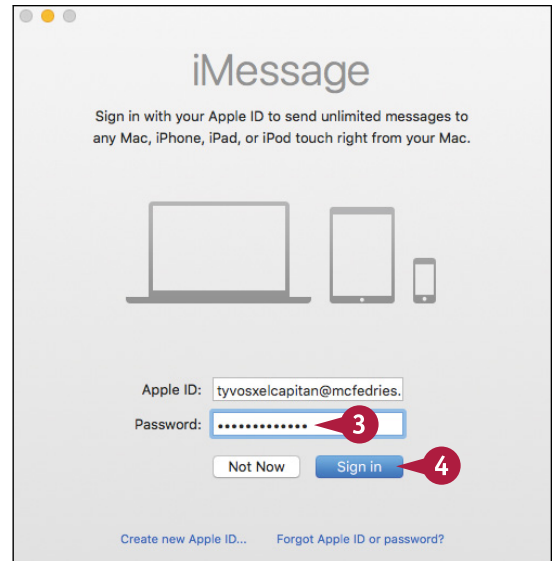 iMessage
Sign in with your Apple ID to send unlimited messages to
any Mac, iPhone, iPad, or iPod touch right from your Mac.
Apple ID: tyvosxelcapitan@mcfedries.
Password: ••••••••••••• 3
Not Now Sign in 4
Create new Apple ID... Forgot Apple ID or password?